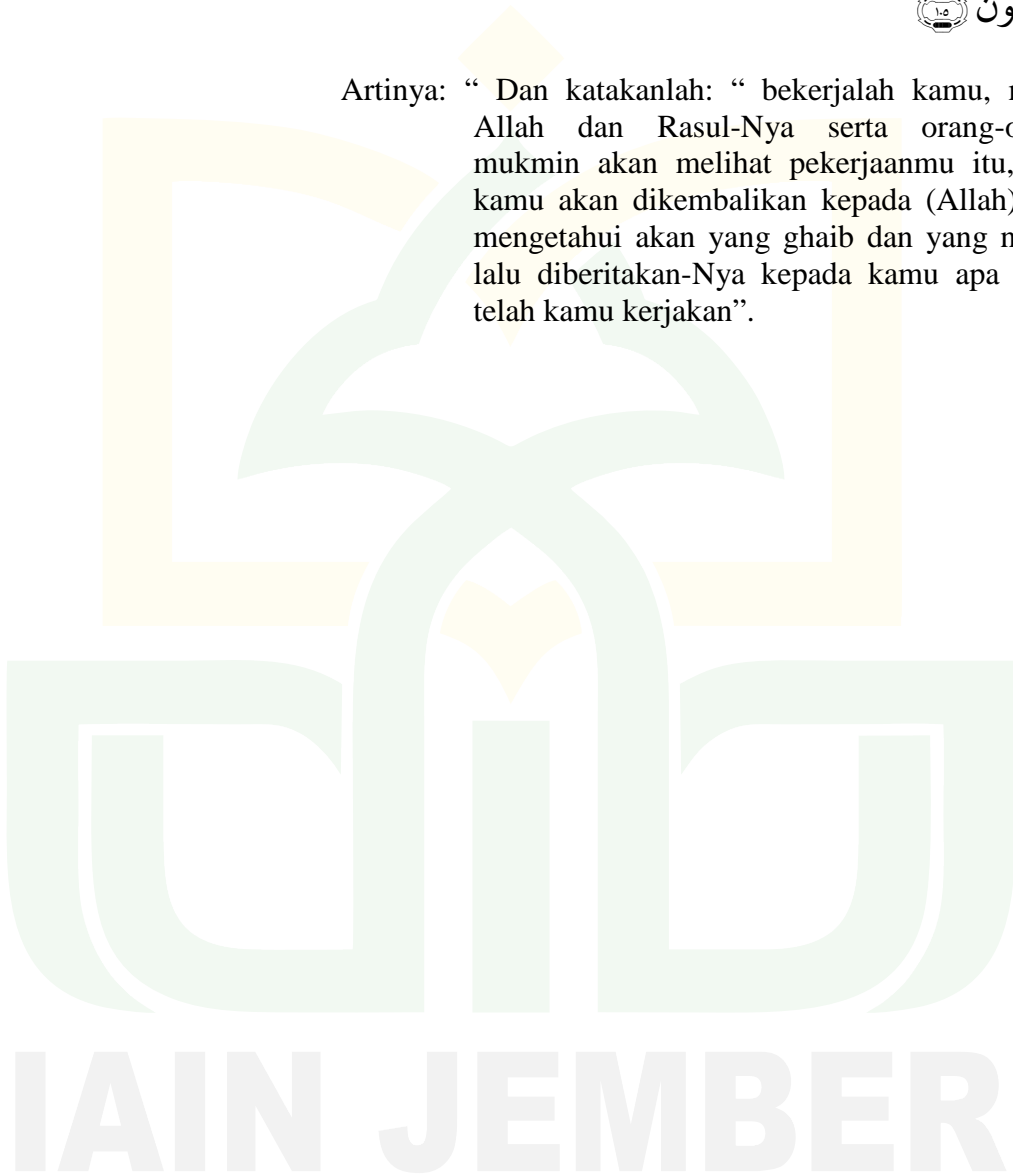 ون ١٠٥
Artinya: “ Dan katakanlah: “ bekerjalah kamu,
Allah dan Rasul-Nya serta
mukmin akan melihat pekerjaanmu itu,
kamu akan dikembalikan kepada (Allah)
mengetahui akan yang ghaib dan yang
lalu diberitakan-Nya kepada kamu apa
telah kamu kerjakan”.
IAIN JEMBER